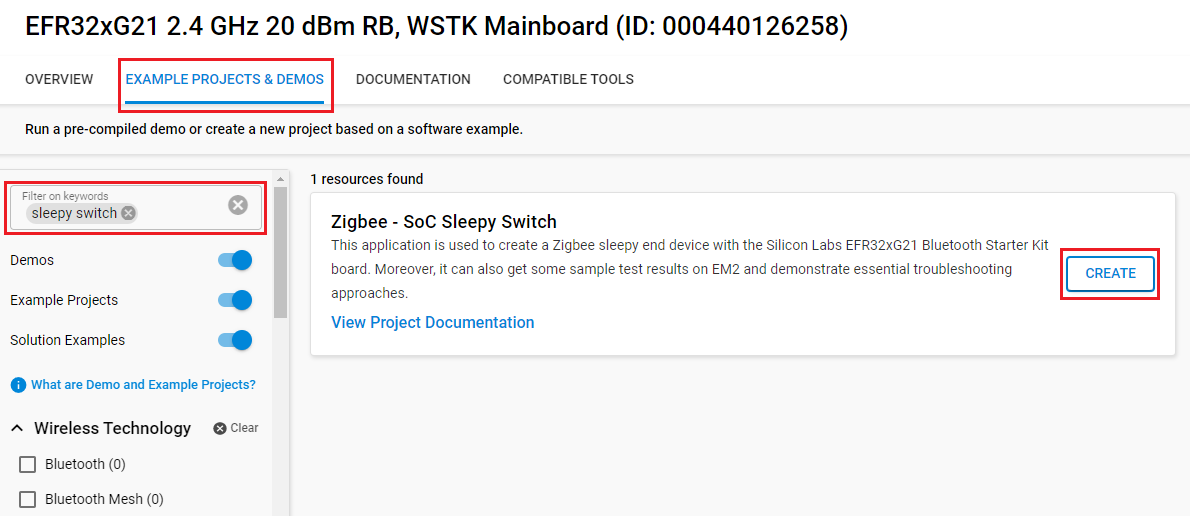 EFR32xG21 2.4 GHz 20 dBm RB, WSTK Mainboard (ID: 000440126258)
OVERVIEW EXAMPLE PROJECTS & DEMOS DOCUMENTATION COMPATIBLE TOOLS
Run a pre-compiled demo or create a new project based on a software example.
Filter on keywords
sleepy switch
Demos
Example Projects
Solution Examples
What are Demo and Example Projects?
Wireless Technology Clear
Bluetooth (0)
Bluetooth Mesh (0)
1 resources found
Zigbee - SoC Sleepy Switch
This application is used to create a Zigbee sleepy end device with the Silicon Labs EFR32xG21 Bluetooth Starter Kit
board. Moreover, it can also get some sample test results on EM2 and demonstrate essential troubleshooting
approaches.
View Project Documentation
CREATE